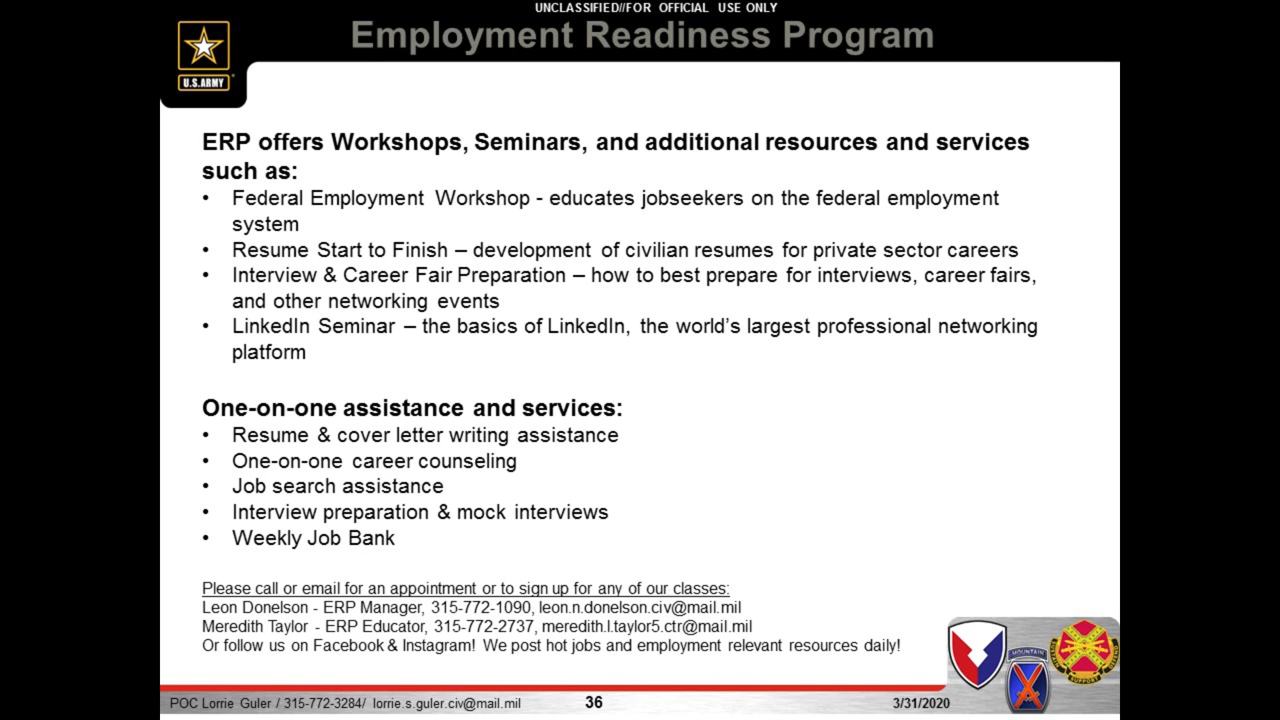 UNCLASSIFIED//FOR OFFICIAL USE ONLY
Employment Readiness Program
U.S.ARMY
ERP offers Workshops, Seminars, and additional resources and services
such as:
• Federal Employment Workshop - educates jobseekers on the federal employment
system
• Resume Start to Finish – development of civilian resumes for private sector careers
• Interview & Career Fair Preparation – how to best prepare for interviews, career fairs,
and other networking events
• LinkedIn Seminar – the basics of LinkedIn, the world's largest professional networking
platform
One-on-one assistance and services:
• Resume & cover letter writing assistance
• One-on-one career counseling
• Job search assistance
• Interview preparation & mock interviews
• Weekly Job Bank
Please call or email for an appointment or to sign up for any of our classes:
Leon Donelson - ERP Manager, 315-772-1090, leon.n.donelson.civ@mail.mil
Meredith Taylor - ERP Educator, 315-772-2737, meredith.l.taylor5.ctr@mail.mil
Or follow us on Facebook & Instagram! We post hot jobs and employment relevant resources daily!
MOUNTAIN
SUPPORT
POC Lorrie Guler / 315-772-3284/ lorrie.s.guler.civ@mail.mil
36
3/31/2020